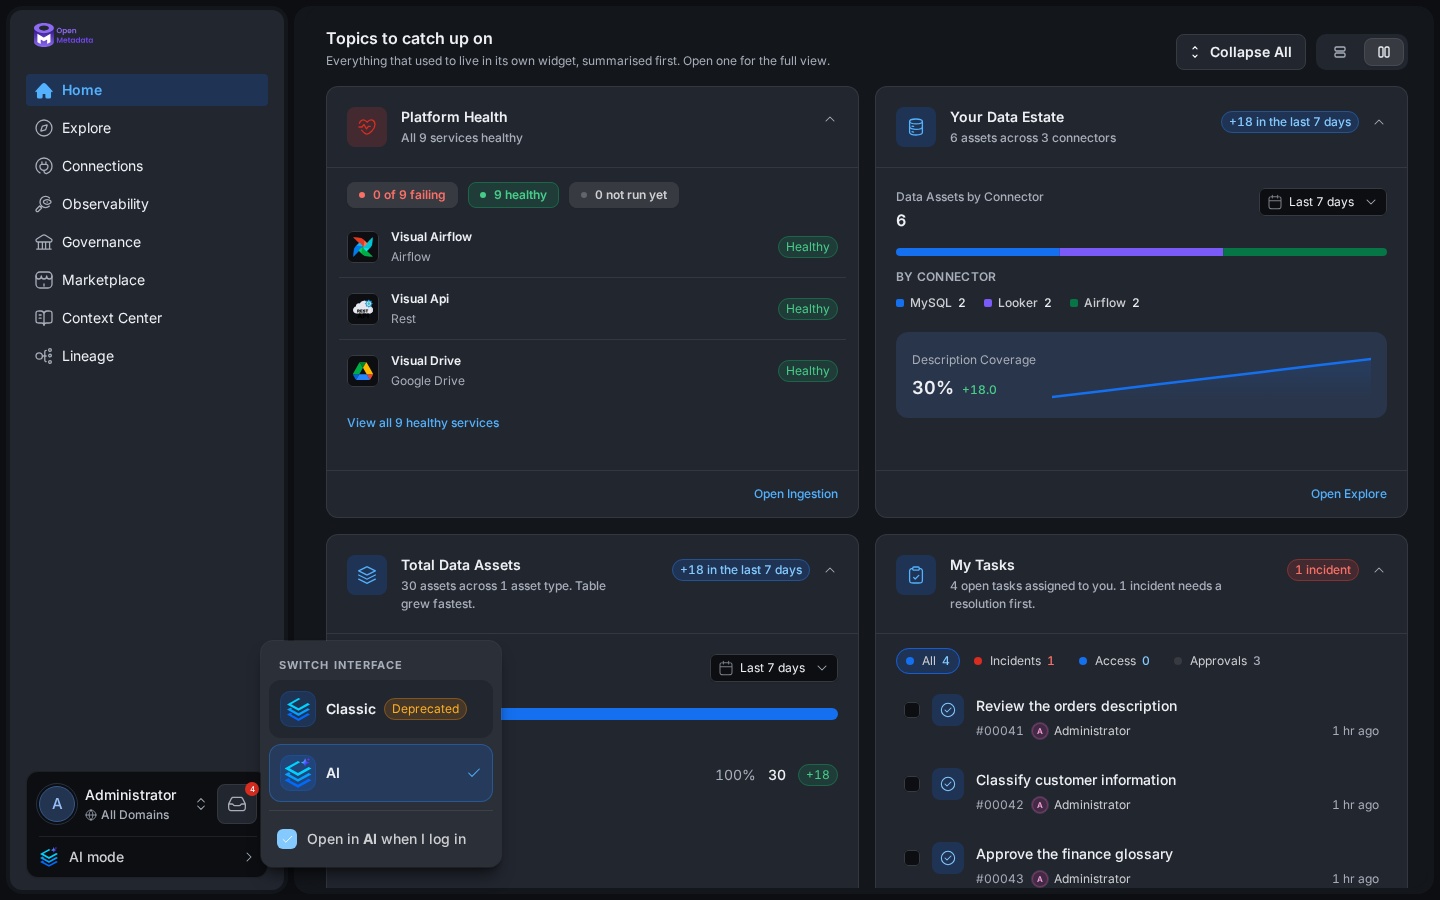 Open
Metadata
Home
Explore
Connections
Observability
Governance
Marketplace
Context Center
Lineage
A
Administrator
All Domains
4
AI mode
Topics to catch up on
Everything that used to live in its own widget, summarised first. Open one for the full view.
Collapse All
Platform Health
All 9 services healthy
0 of 9 failing
9 healthy
0 not run yet
Visual Airflow
Airflow
Healthy
REST
Visual Api
Rest
Healthy
Visual Drive
Google Drive
Healthy
View all 9 healthy services
Open Ingestion
Your Data Estate
6 assets across 3 connectors
+18 in the last 7 days
Data Assets by Connector
6
Last 7 days
BY CONNECTOR
MySQL 2
Looker 2
Airflow 2
Description Coverage
30% +18.0
Open Explore
Total Data Assets
30 assets across 1 asset type. Table
grew fastest.
+18 in the last 7 days
Last 7 days
100% 30 +18
SWITCH INTERFACE
Classic Deprecated
AI
Open in AI when I log in
My Tasks
4 open tasks assigned to you. 1 incident needs a
resolution first.
1 incident
All 4
Incidents 1
Access 0
Approvals 3
Review the orders description
#00041 A Administrator 1 hr ago
Classify customer information
#00042 A Administrator 1 hr ago
Approve the finance glossary
#00043 A Administrator 1 hr ago